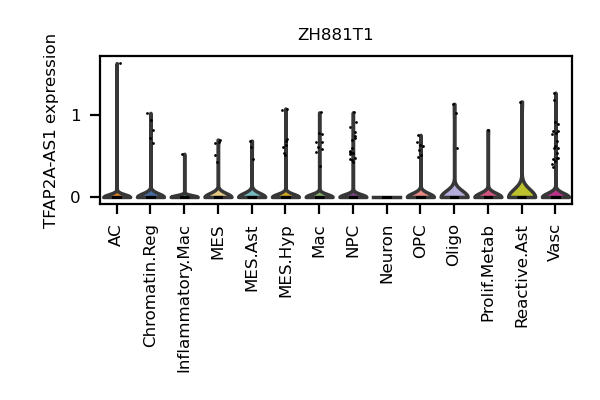 ZH881T1
TFAP2A-AS1 expression
1
0
AC
Chromatin.Reg
Inflammatory.Mac
MES
MES.Ast
MES.Hyp
Mac
NPC
Neuron
OPC
Oligo
Prolif.Metab
Reactive.Ast
Vasc